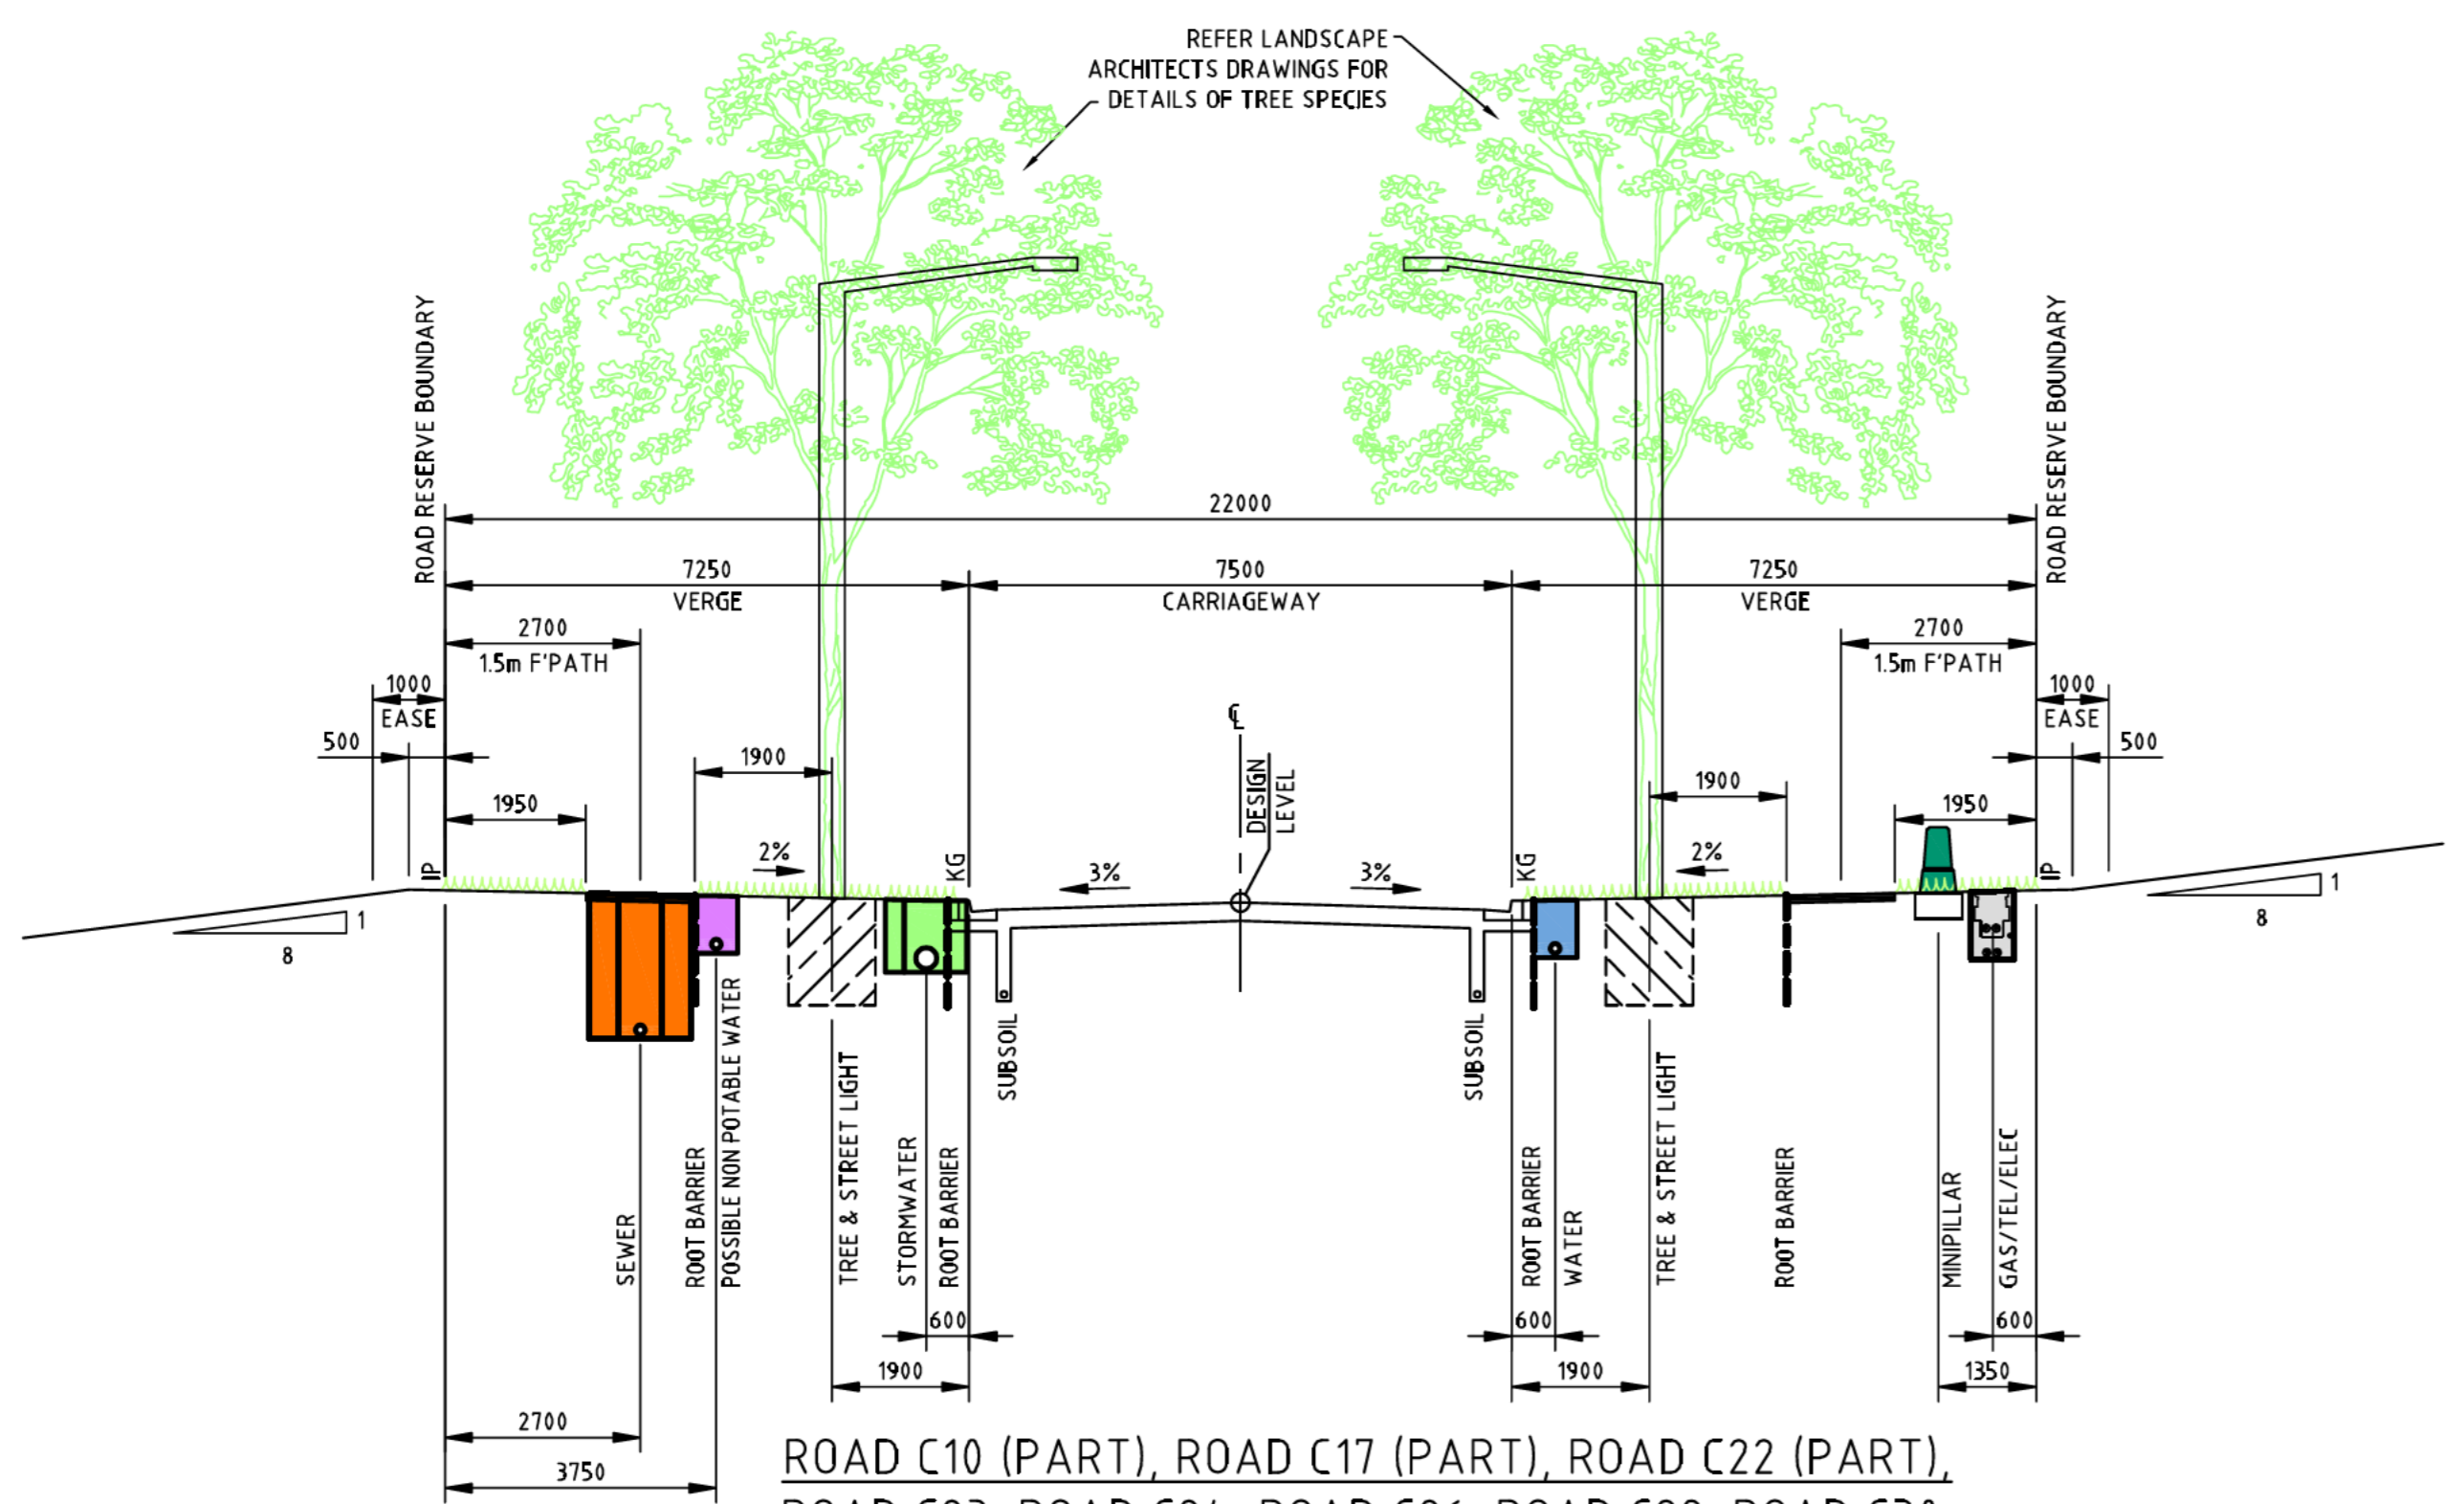 REFER LANDSCAPE
ARCHITECTS DRAWINGS FOR
DETAILS OF TREE SPECIES
ROAD RESERVE BOUNDARY
ROAD RESERVE BOUNDARY
22000
7250
VERGE
7500
CARRIAGEWAY
7250
VERGE
2700
1.5m F'PATH
2700
1.5m F'PATH
1000
EASE
1000
EASE
500
500
1900
1900
1950
1950
℄
DESIGN
LEVEL
IP
2%
KG
3%
3%
KG
2%
IP
1
8
1
8
SEWER
ROOT BARRIER
POSSIBLE NON POTABLE WATER
TREE & STREET LIGHT
STORMWATER
ROOT BARRIER
SUBSOIL
SUBSOIL
ROOT BARRIER
WATER
TREE & STREET LIGHT
ROOT BARRIER
MINIPILLAR
GAS/TEL/ELEC
600
600
600
1900
1900
1350
2700
3750
ROAD C10 (PART), ROAD C17 (PART), ROAD C22 (PART),